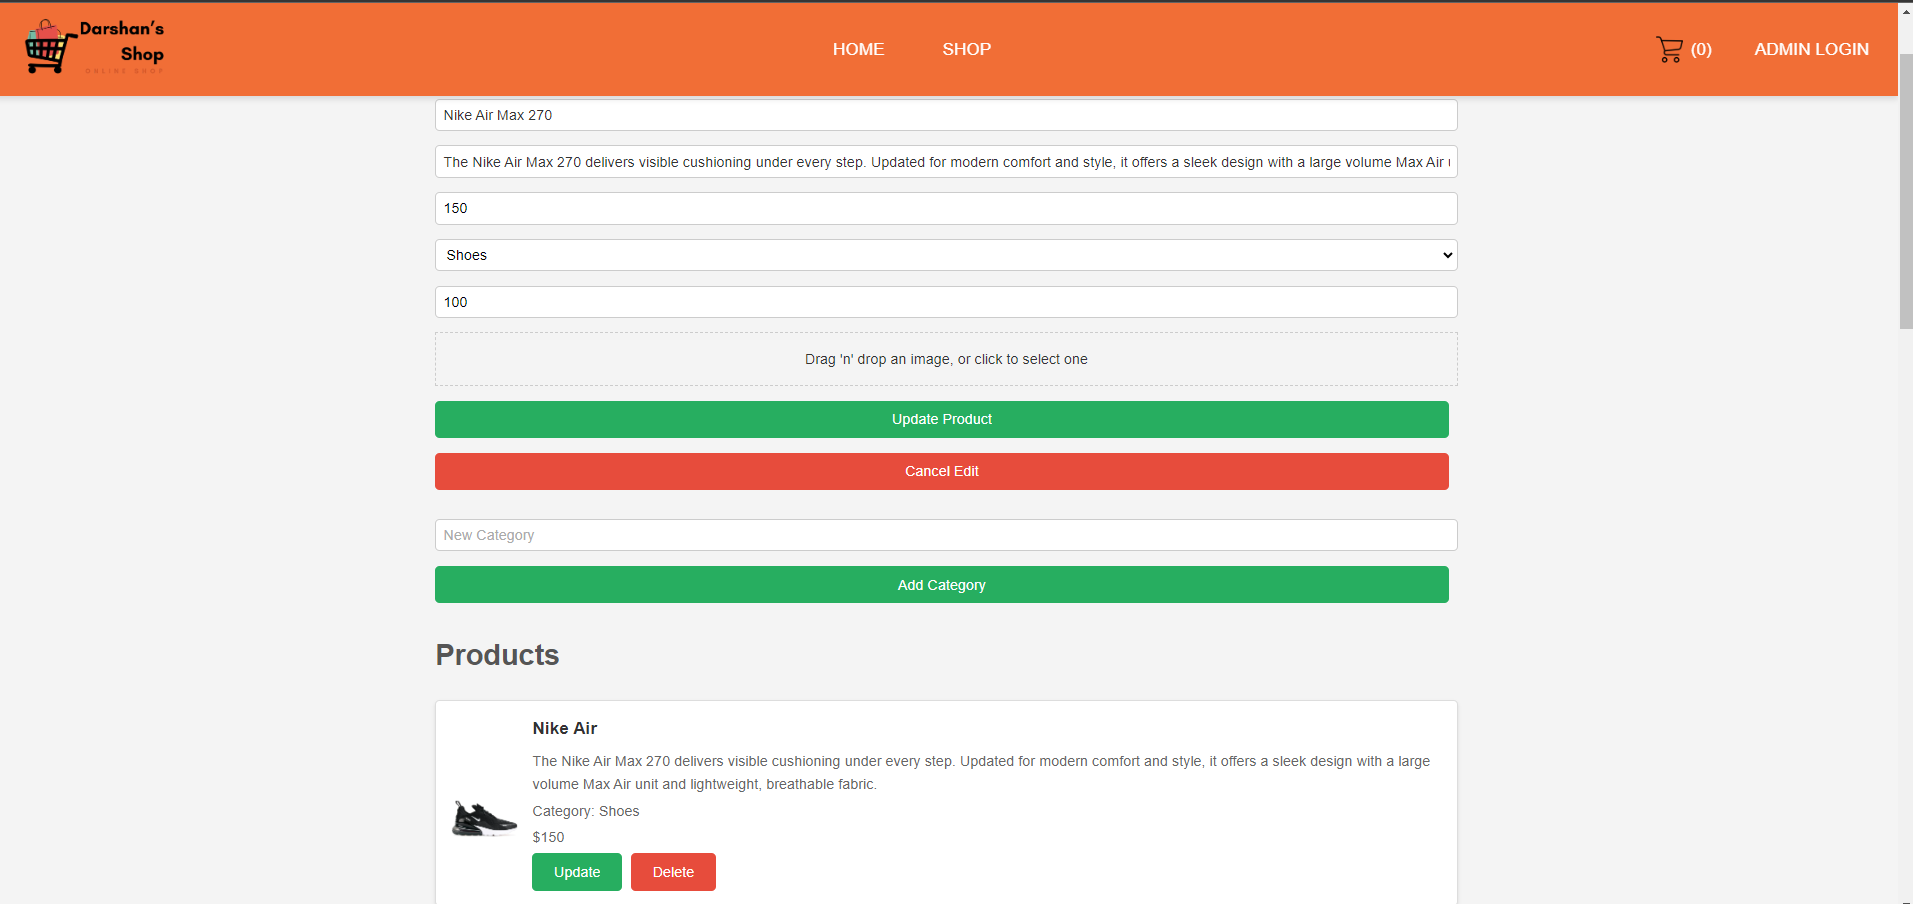 Darshan's
Shop
ONLINE SHOP
HOME
SHOP
(0)
ADMIN LOGIN
Nike Air Max 270
The Nike Air Max 270 delivers visible cushioning under every step. Updated for modern comfort and style, it offers a sleek design with a large volume Max Air
150
Shoes
100
Drag 'n' drop an image, or click to select one
Update Product
Cancel Edit
New Category
Add Category
Products
Nike Air
The Nike Air Max 270 delivers visible cushioning under every step. Updated for modern comfort and style, it offers a sleek design with a large
volume Max Air unit and lightweight, breathable fabric.
Category: Shoes
$150
Update
Delete